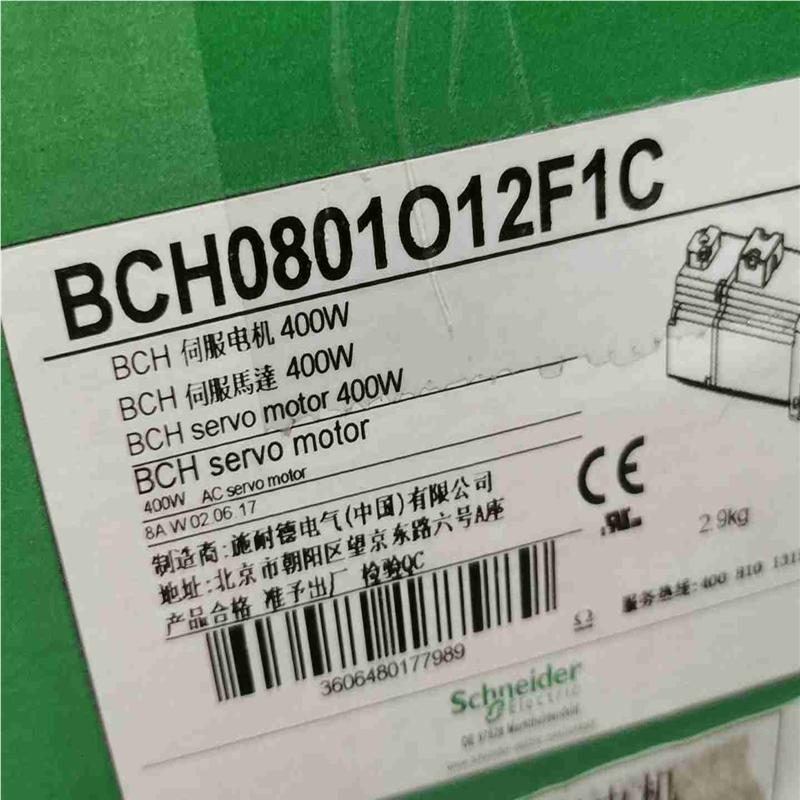 BCH0801O12F1C
BCH 伺服电机 400W
BCH 伺服馬達 400W
BCH servo motor 400W
BCH servo motor
400W AC servo motor
8A W 02.06.17
制造商:施耐德电气(中国)有限公司
地址:北京市朝阳区望京东路六号A座
产品合格 准予出厂 检验QC
CE
2.9kg
服务热线:400 810 131
3606480177989
Schneider
Electric